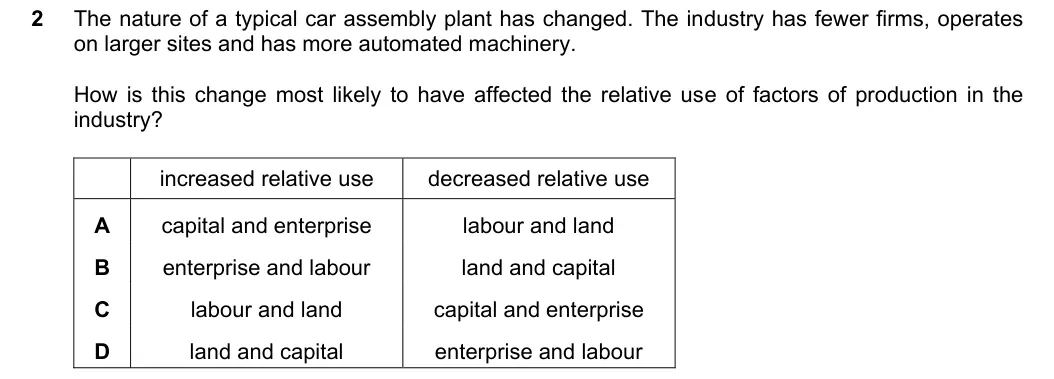 2 The nature of a typical car assembly plant has changed. The industry has fewer firms, operates
on larger sites and has more automated machinery.
How is this change most likely to have affected the relative use of factors of production in the
industry?
increased relative use decreased relative use
A capital and enterprise labour and land
B enterprise and labour land and capital
C labour and land capital and enterprise
D land and capital enterprise and labour